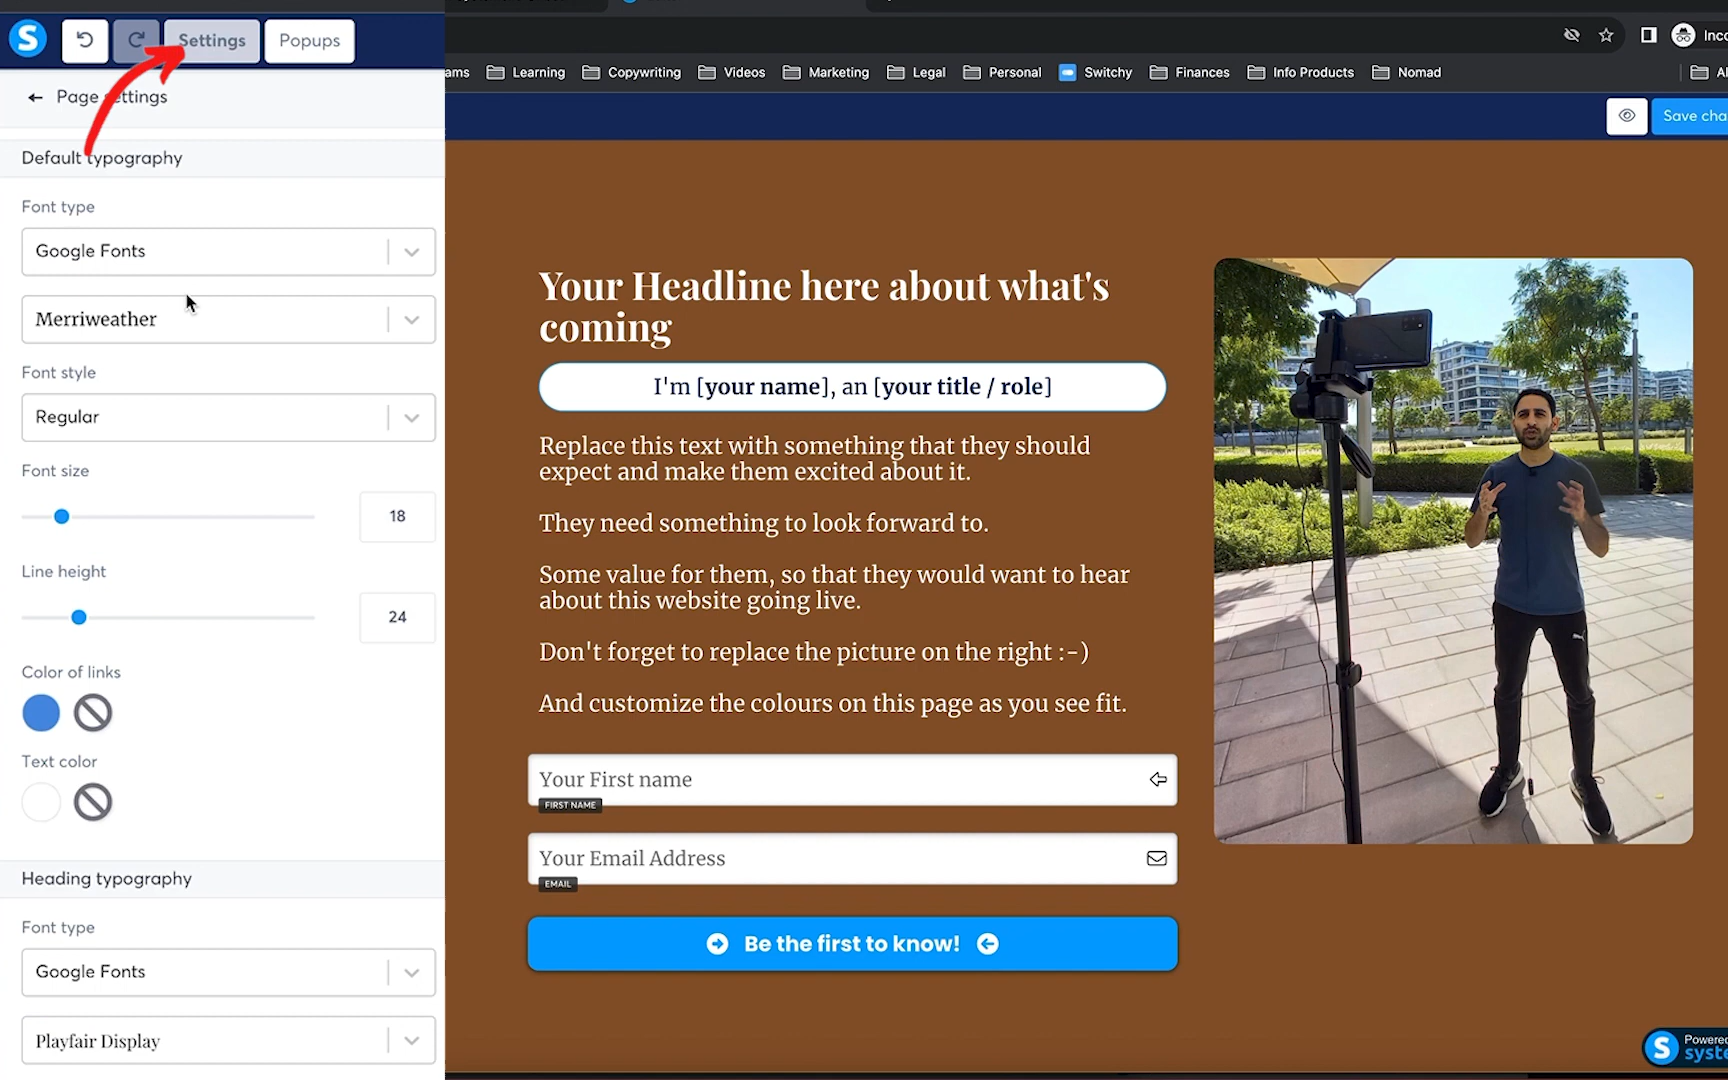 S
Settings
Popups
Page settings
Default typography
Font type
Google Fonts
Merriweather
Font style
Regular
Font size
18
Line height
24
Color of links
Text color
Heading typography
Font type
Google Fonts
Playfair Display
Learning
Copywriting
Videos
Marketing
Legal
Personal
Switchy
Finances
Info Products
Nomad
Your Headline here about what's
coming
I'm [your name], an [your title / role]
Replace this text with something that they should
expect and make them excited about it.
They need something to look forward to.
Some value for them, so that they would want to hear
about this website going live.
Don't forget to replace the picture on the right :-)
And customize the colours on this page as you see fit.
Your First name
FIRST NAME
Your Email Address
EMAIL
Be the first to know!
Save cha
S
Powered
syste